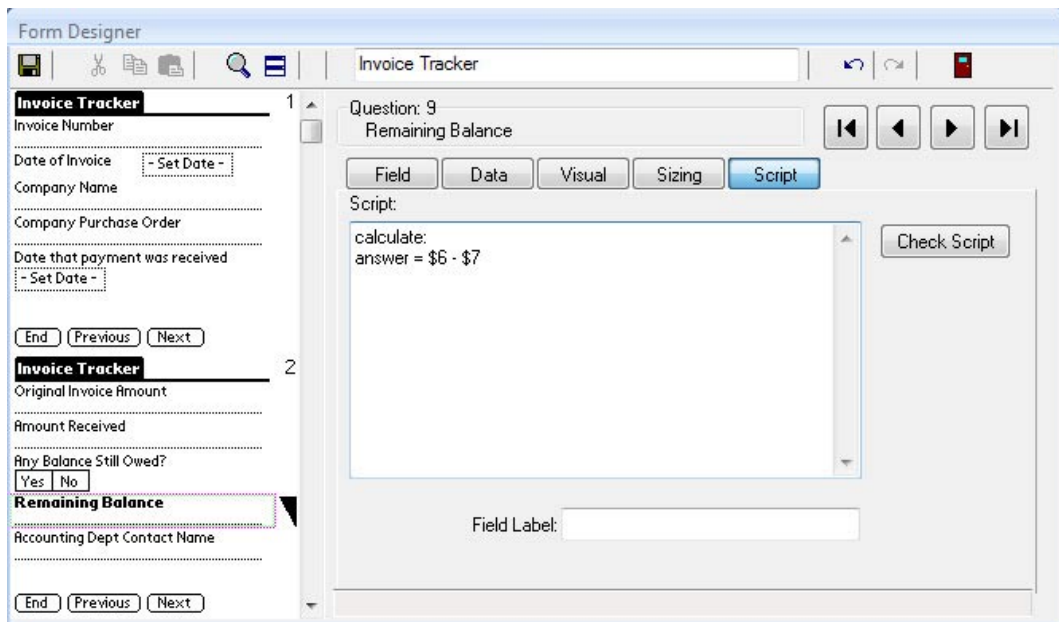 Form Designer
Invoice Tracker
Invoice Tracker 1
Invoice Number
Date of Invoice - Set Date -
Company Name
Company Purchase Order
Date that payment was received
- Set Date -
End Previous Next
Invoice Tracker 2
Original Invoice Amount
Amount Received
Any Balance Still Owed?
Yes No
Remaining Balance
Accounting Dept Contact Name
End Previous Next
Question: 9
Remaining Balance
Field Data Visual Sizing Script
Script:
calculate:
answer = $6 - $7
Check Script
Field Label: